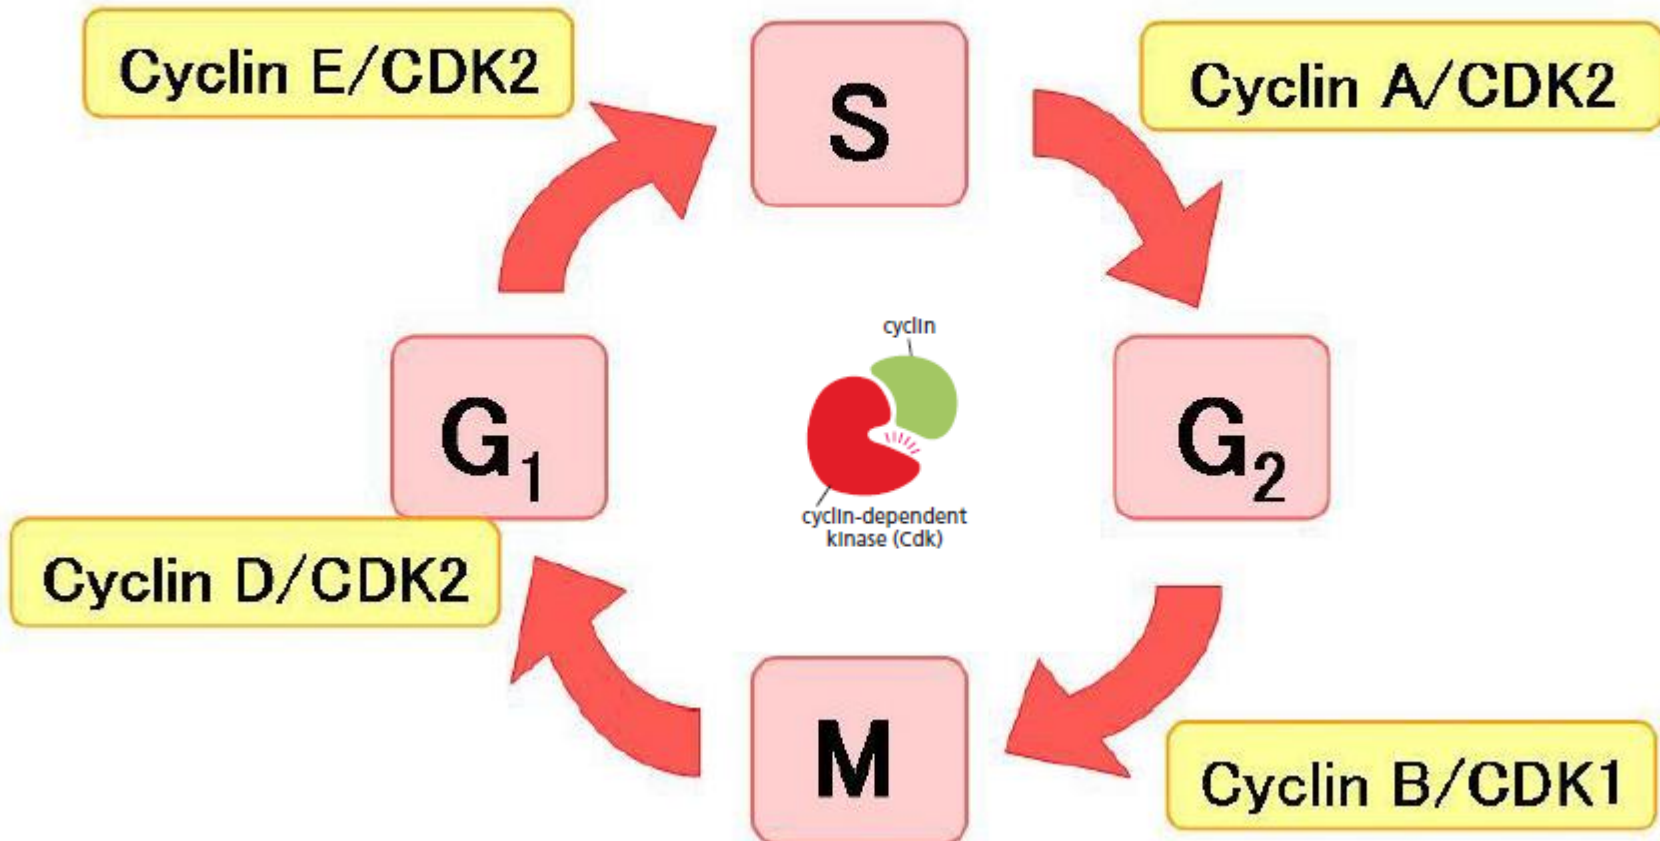 Cyclin E/CDK2
S
Cyclin A/CDK2
cyclin
G₁
G₂
cyclin-dependent
kinase (Cdk)
Cyclin D/CDK2
M
Cyclin B/CDK1